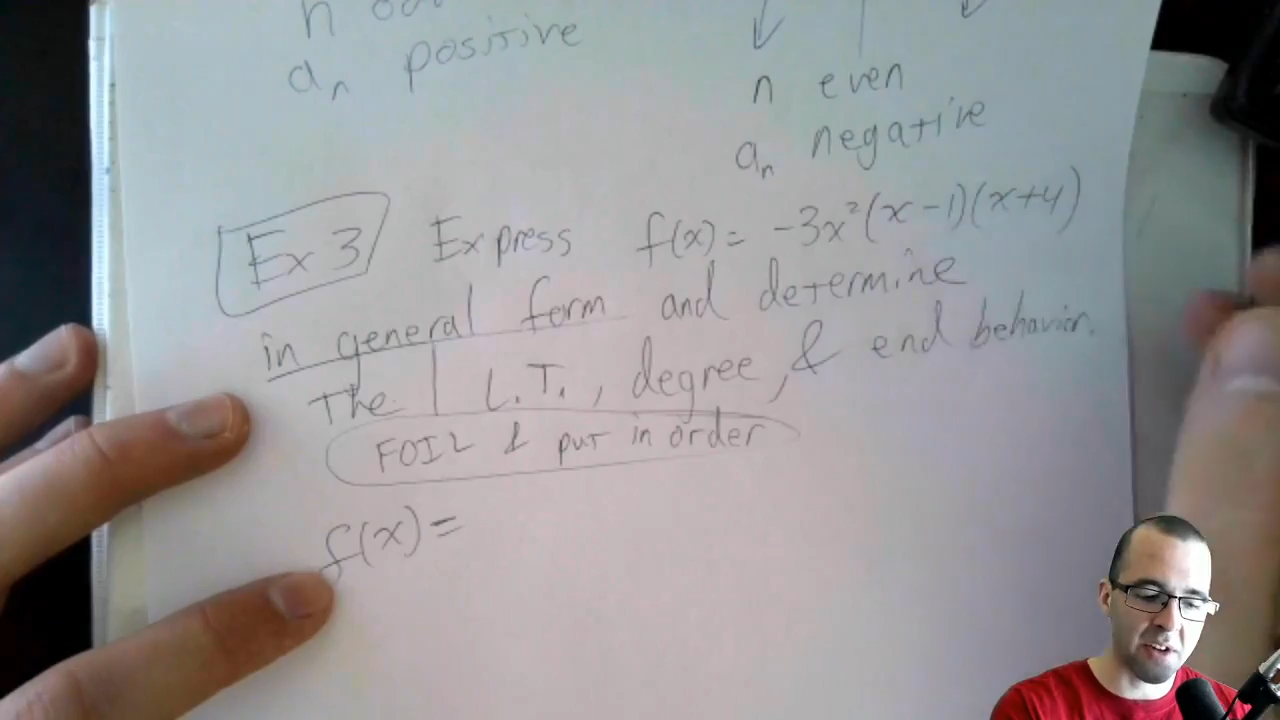 n odd
a_n positive
n even
a_n negative
Ex 3 Express f(x) = -3x²(x-1)(x+4)
in general form and determine
The L.T., degree, & end behavior.
FOIL & put in order
f(x) =